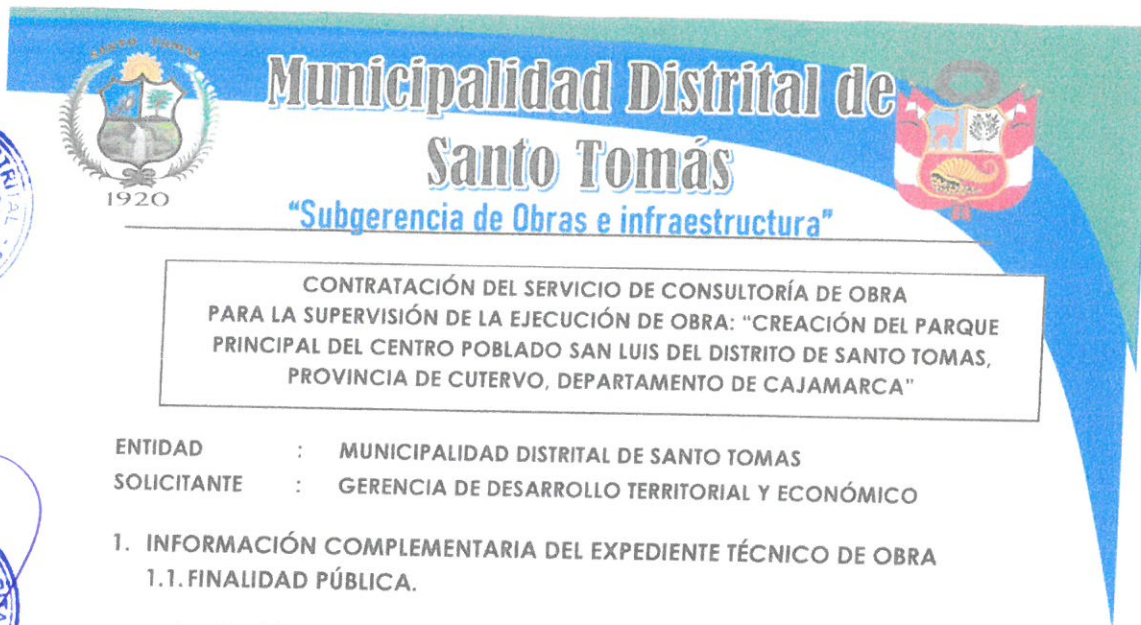 SANTO TOMAS
Municipalidad Distrital de
Santo Tomás
1920
“Subgerencia de Obras e infraestructura”
CONTRATACIÓN DEL SERVICIO DE CONSULTORÍA DE OBRA
PARA LA SUPERVISIÓN DE LA EJECUCIÓN DE OBRA: “CREACIÓN DEL PARQUE
PRINCIPAL DEL CENTRO POBLADO SAN LUIS DEL DISTRITO DE SANTO TOMAS,
PROVINCIA DE CUTERVO, DEPARTAMENTO DE CAJAMARCA”
ENTIDAD : MUNICIPALIDAD DISTRITAL DE SANTO TOMAS
SOLICITANTE : GERENCIA DE DESARROLLO TERRITORIAL Y ECONÓMICO
1. INFORMACIÓN COMPLEMENTARIA DEL EXPEDIENTE TÉCNICO DE OBRA
1.1. FINALIDAD PÚBLICA.